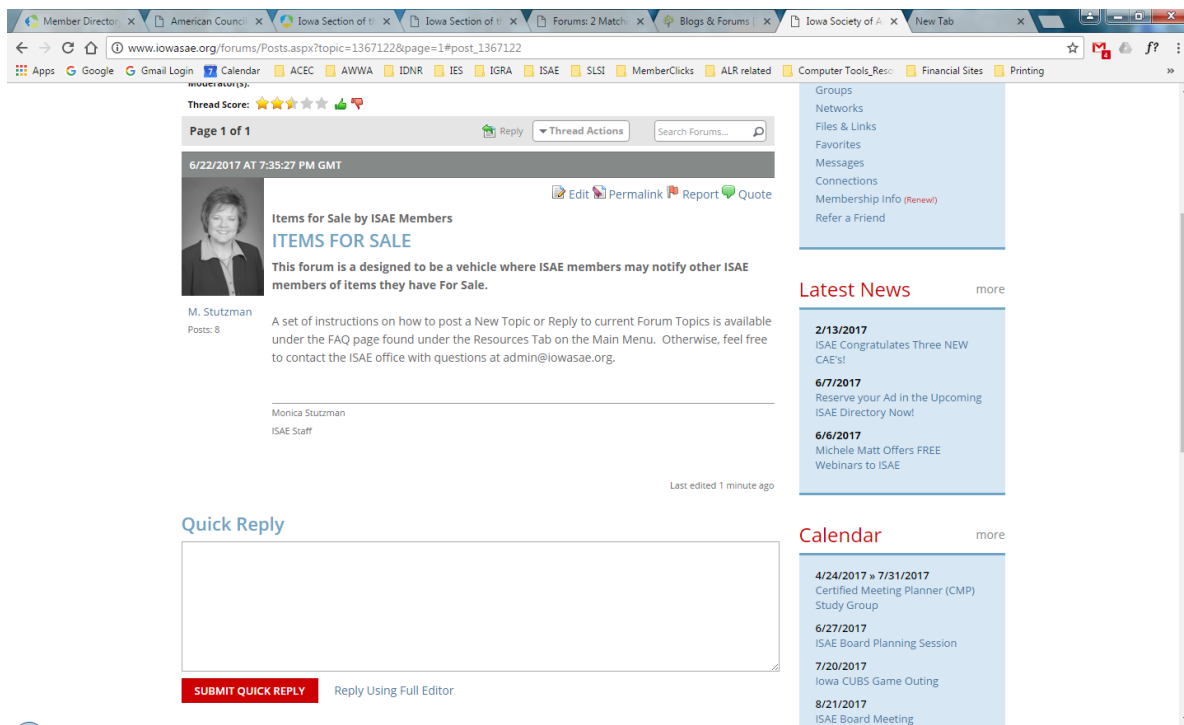 Member Director
American Council
Iowa Section of th
Iowa Section of th
Forums: 2 Match
Blogs & Forums |
Iowa Society of A
New Tab
www.iowasae.org/forums/Posts.aspx?topic=1367122&page=1#post_1367122
f?
Apps
Google
Gmail Login
7 Calendar
ACEC
AWWA
IDNR
IES
IGRA
ISAE
SLSI
MemberClicks
ALR related
Computer Tools_Reso
Financial Sites
Printing
»
Moderator(s):
Thread Score:
Page 1 of 1
Reply
Thread Actions
Search Forums...
6/22/2017 AT 7:35:27 PM GMT
Edit Permalink Report Quote
Items for Sale by ISAE Members
ITEMS FOR SALE
This forum is a designed to be a vehicle where ISAE members may notify other ISAE
members of items they have For Sale.
M. Stutzman
Posts: 8
A set of instructions on how to post a New Topic or Reply to current Forum Topics is available
under the FAQ page found under the Resources Tab on the Main Menu. Otherwise, feel free
to contact the ISAE office with questions at admin@iowasae.org.
Monica Stutzman
ISAE Staff
Last edited 1 minute ago
Quick Reply
SUBMIT QUICK REPLY
Reply Using Full Editor
Groups
Networks
Files & Links
Favorites
Messages
Connections
Membership Info (Renew!)
Refer a Friend
Latest News
more
2/13/2017
ISAE Congratulates Three NEW
CAE's!
6/7/2017
Reserve your Ad in the Upcoming
ISAE Directory Now!
6/6/2017
Michele Matt Offers FREE
Webinars to ISAE
Calendar
more
4/24/2017 » 7/31/2017
Certified Meeting Planner (CMP)
Study Group
6/27/2017
ISAE Board Planning Session
7/20/2017
Iowa CUBS Game Outing
8/21/2017
ISAE Board Meeting